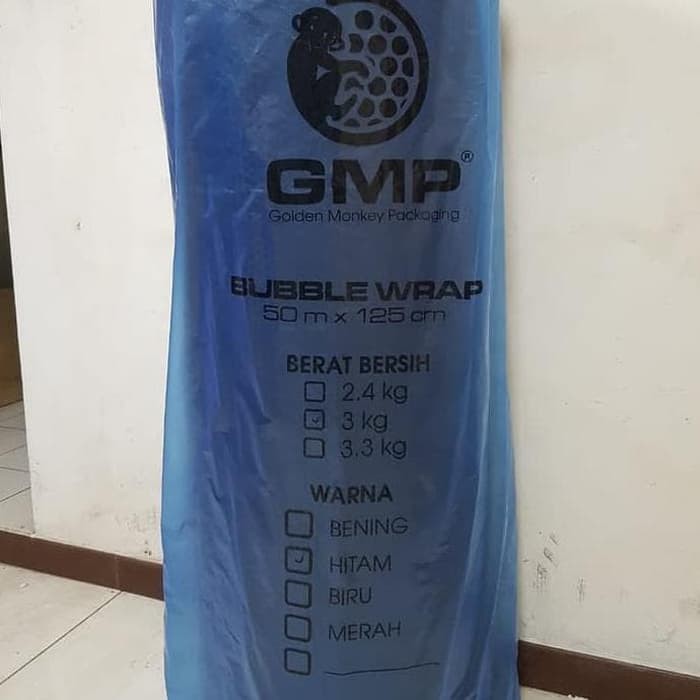 GMP®
Golden Monkey Packaging
BUBBLE WRAP
50 m x 125 cm
BERAT BERSIH
2.4 kg
3 kg
3.3 kg
WARNA
BENING
HITAM
BIRU
MERAH